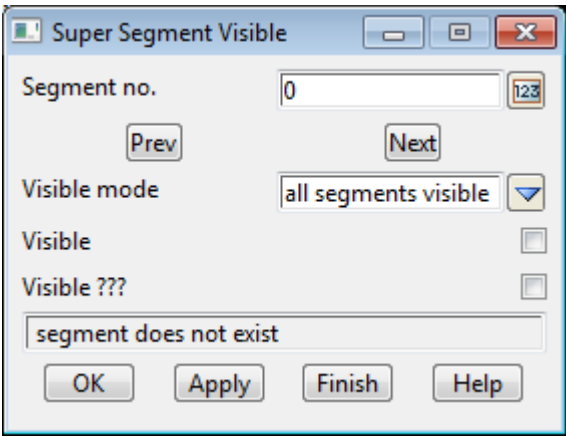 Super Segment Visible
Segment no. 0 123
Prev Next
Visible mode all segments visible
Visible
Visible ???
segment does not exist
OK Apply Finish Help